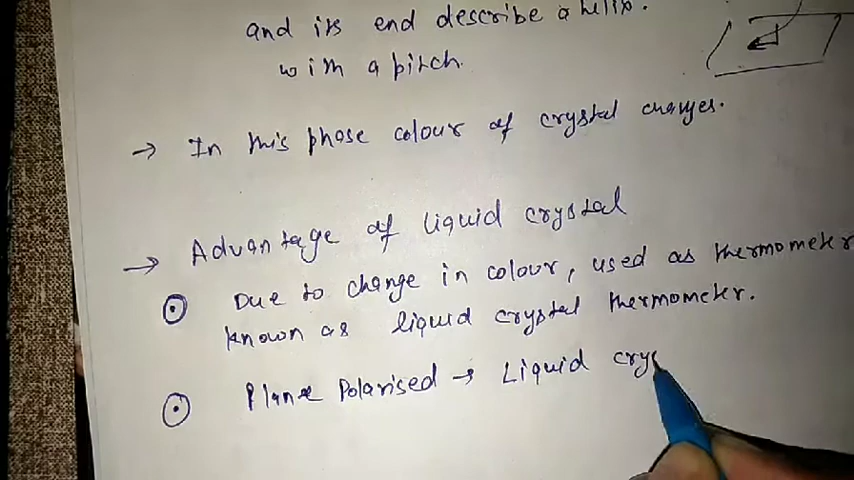 and its end describe a helix.
with a pitch.
→ In this phase colour of crystal changes.
→ Advantage of liquid crystal
Due to change in colour, used as thermometer
known as liquid crystal thermometer.
Plane Polarised → Liquid crys